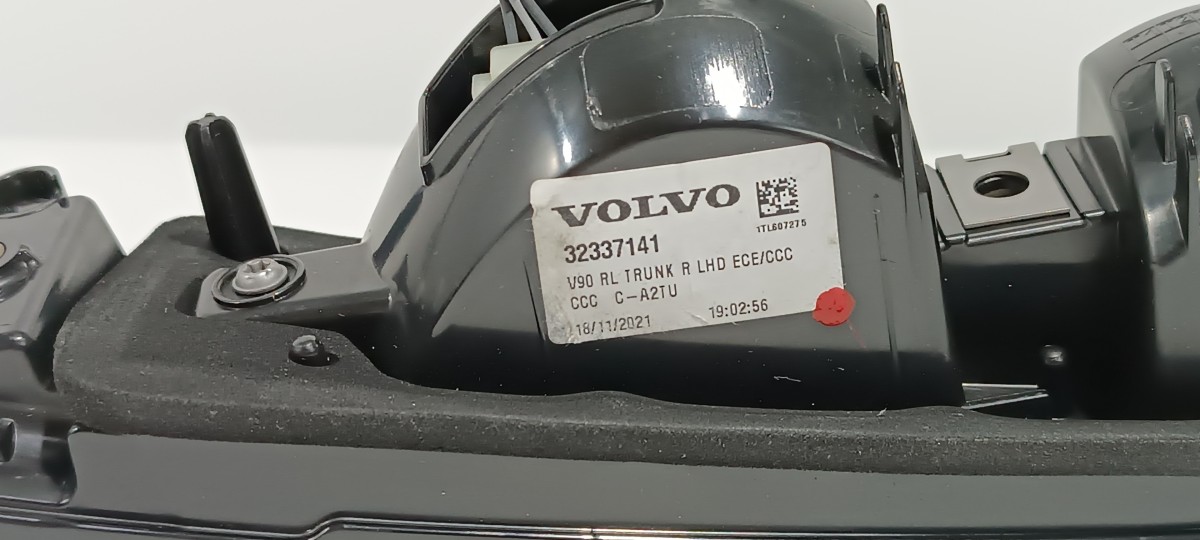 VOLVO
1TL607275
32337141
V90 RL TRUNK R LHD ECE/CCC
CCC C-A2TU
18/11/2021 19:02:56